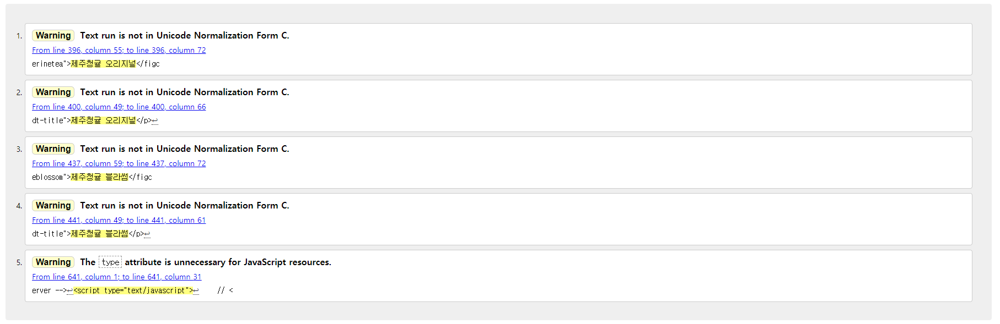 1. Warning Text run is not in Unicode Normalization Form C.
From line 396, column 55; to line 396, column 72
erinetea">제주청귤 오리지널</figc
2. Warning Text run is not in Unicode Normalization Form C.
From line 400, column 49; to line 400, column 66
dt-title">제주청귤 오리지널</p>↩
3. Warning Text run is not in Unicode Normalization Form C.
From line 437, column 59; to line 437, column 72
eblossom">제주청귤 블라썸</figc
4. Warning Text run is not in Unicode Normalization Form C.
From line 441, column 49; to line 441, column 61
dt-title">제주청귤 블라썸</p>↩
5. Warning The type attribute is unnecessary for JavaScript resources.
From line 641, column 1; to line 641, column 31
erver -->↩<script type="text/javascript">↩ // <